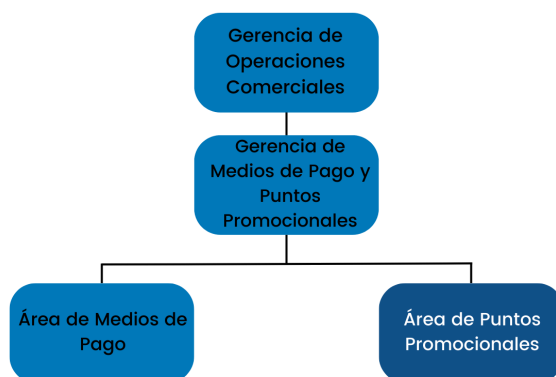 Gerencia de
Operaciones
Comerciales
Gerencia de
Medios de Pago y
Puntos
Promocionales
Área de Medios de
Pago
Área de Puntos
Promocionales